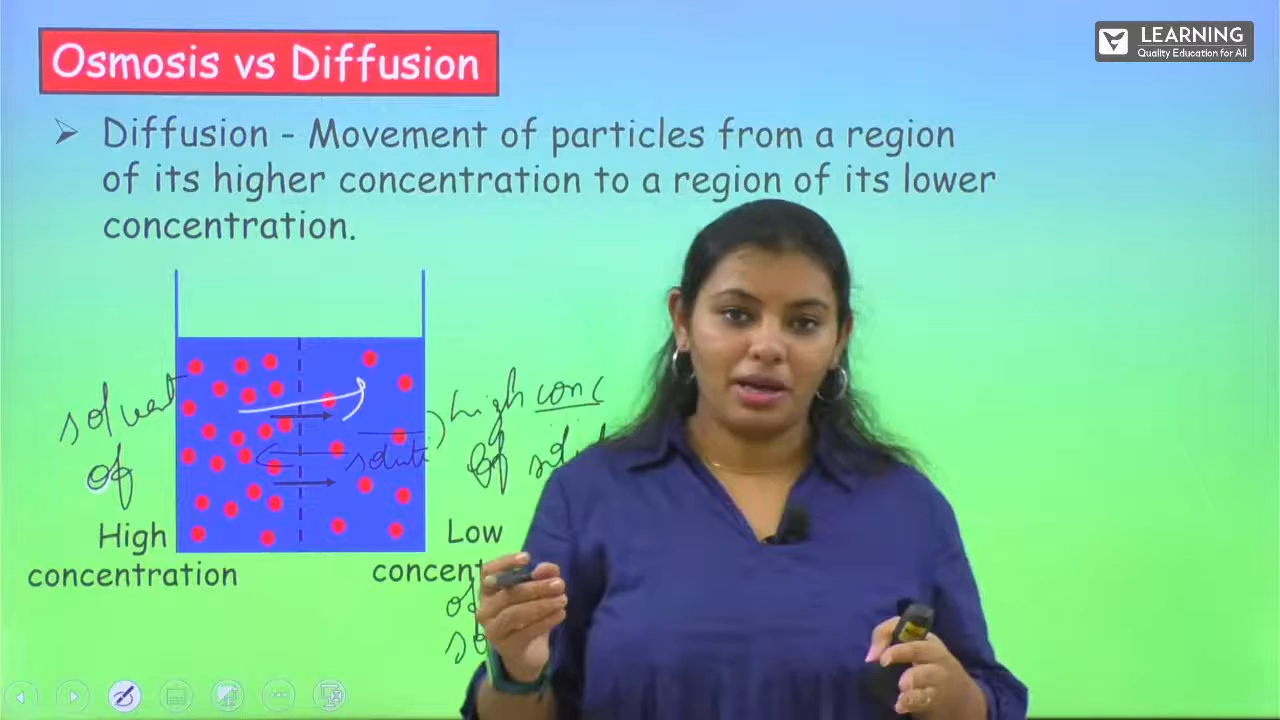 Osmosis vs Diffusion
LEARNING
Quality Education for All
➢ Diffusion - Movement of particles from a region
of its higher concentration to a region of its lower
concentration.
solvent
of
high conc
of
solute
High
concentration
Low
concent
of